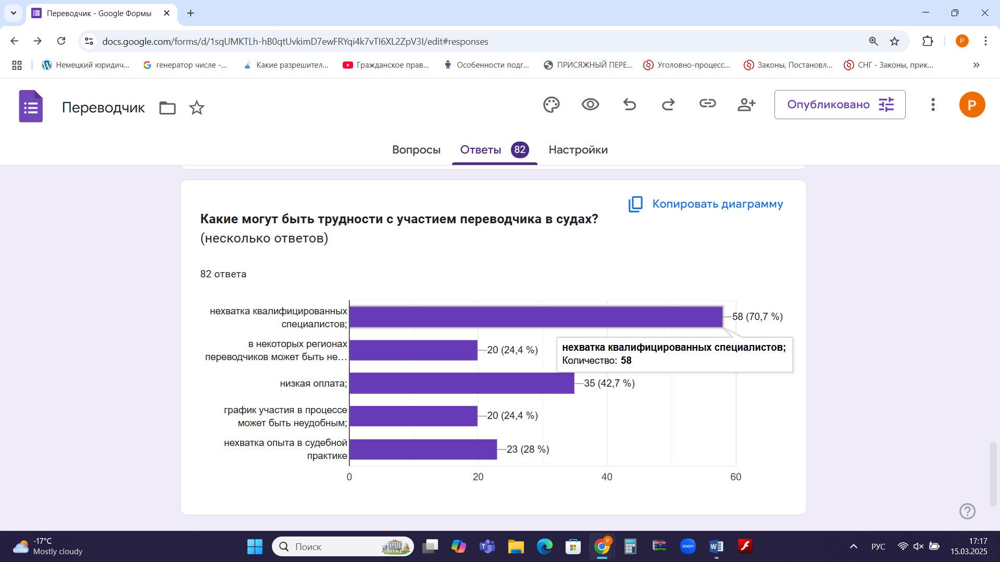 Переводчик - Google Формы
docs.google.com/forms/d/1sqUMKTLh-hB0qtUvkimD7ewFRYqi4k7vTI6XL2ZpV3I/edit#responses
P
Немецкий юридич...
генератор числе -...
Какие разрешител...
Гражданское прав...
Особенности подг...
ПРИСЯЖНЫЙ ПЕРЕ...
Уголовно-процесс...
Законы, Постановл...
СНГ - Законы, прик...
Переводчик
Опубликовано
P
Вопросы
Ответы 82
Настройки
Копировать диаграмму
Какие могут быть трудности с участием переводчика в судах?
(несколько ответов)
82 ответа
нехватка квалифицированных
специалистов;
58 (70,7 %)
в некоторых регионах
переводчиков может быть не…
20 (24,4 %)
нехватка квалифицированных специалистов;
Количество: 58
низкая оплата;
35 (42,7 %)
график участия в процессе
может быть неудобным;
20 (24,4 %)
нехватка опыта в судебной
практике
23 (28 %)
0 20 40 60
-17°C
Mostly cloudy
Поиск
P
zoom
РУС
17:17
15.03.2025